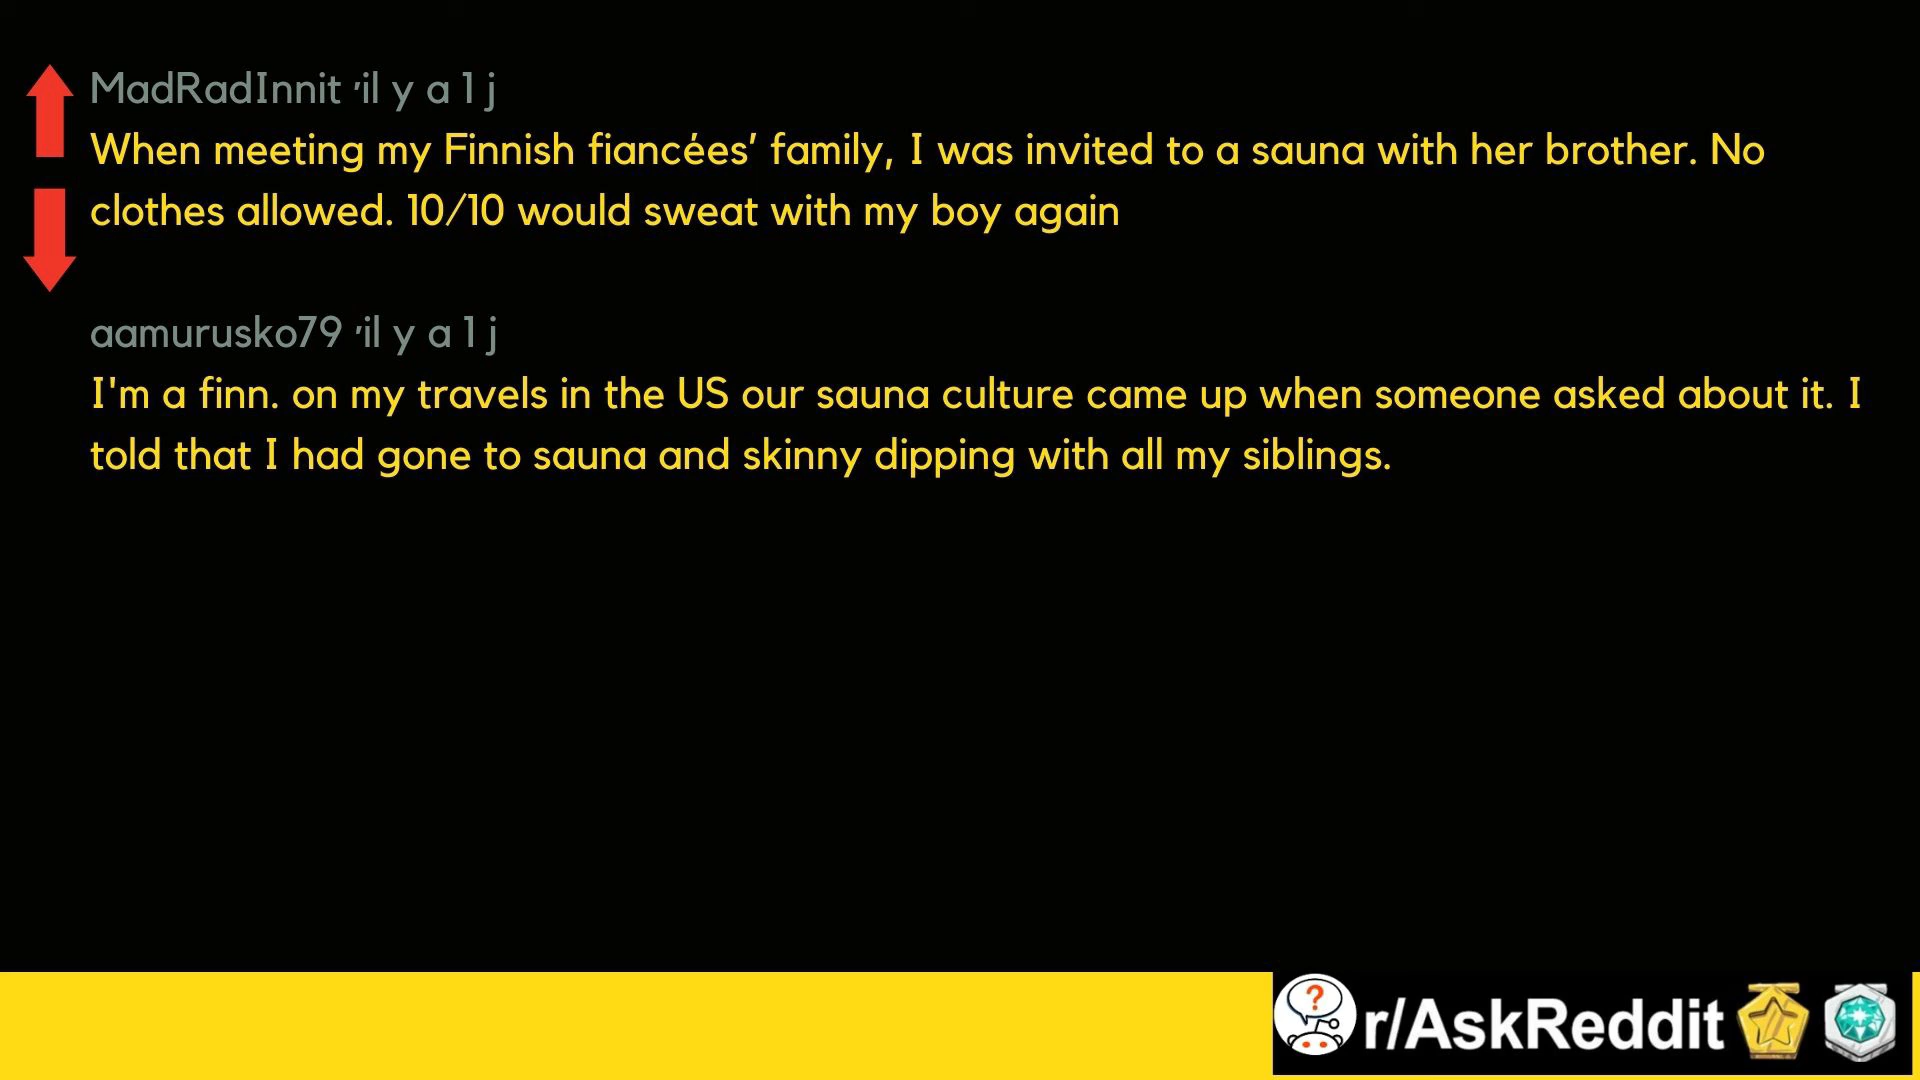 MadRadInnit ·il y a 1 j
When meeting my Finnish fiancées’ family, I was invited to a sauna with her brother. No
clothes allowed. 10/10 would sweat with my boy again
aamurusko79 ·il y a 1 j
I'm a finn. on my travels in the US our sauna culture came up when someone asked about it. I
told that I had gone to sauna and skinny dipping with all my siblings.
?
r/AskReddit